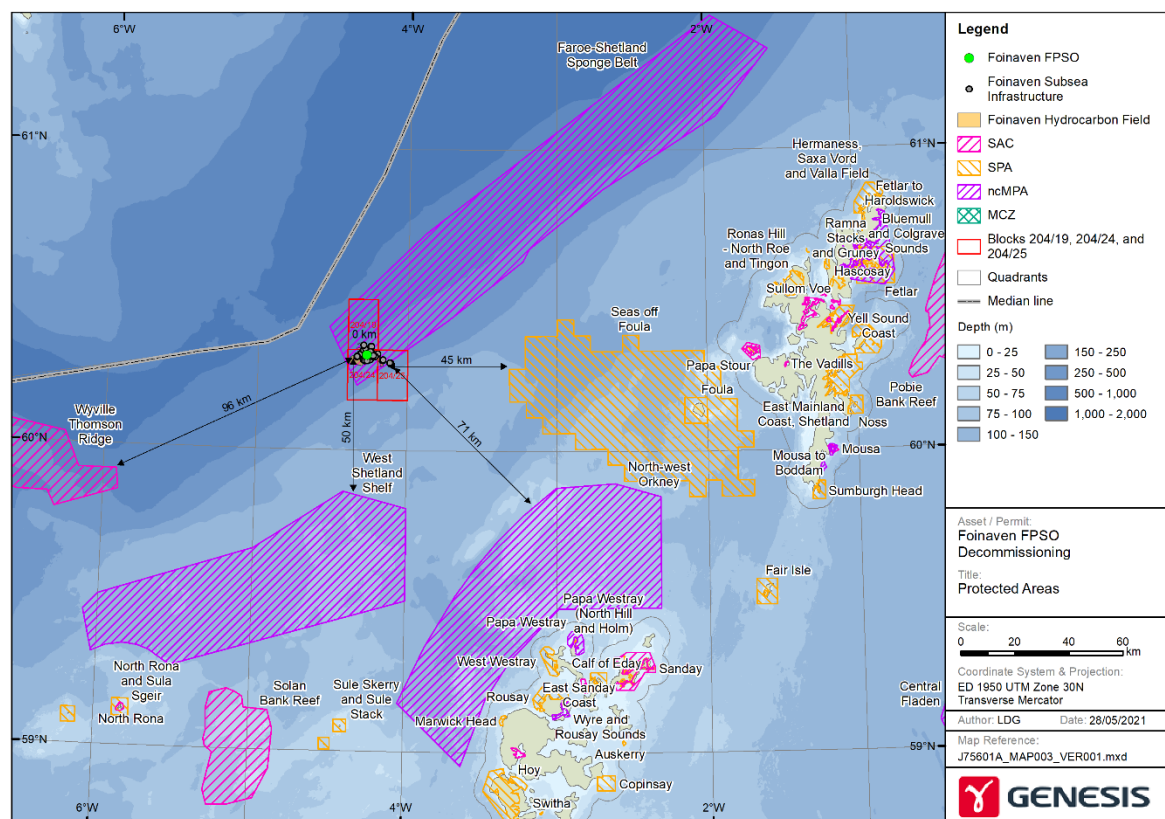 6°W
4°W
2°W
Faroe-Shetland
Sponge Belt
61°N
61°N
Hermaness,
Saxa Vord
and Valla Field
Fetlar to
Haroldswick
Bluemull
and Colgrave
Sounds
Ramna
Stacks
and Gruney
Ronas Hill
- North Roe
and Tingon
Hascosay
Sullom Voe
Fetlar
Yell Sound
Coast
Seas off
Foula
204/19
0 km
204/24
204/25
45 km
Papa Stour
The Vadills
Foula
96 km
50 km
71 km
East Mainland
Coast, Shetland
Pobie
Bank Reef
Noss
Wyville
Thomson
Ridge
60°N
60°N
West
Shetland
Shelf
North-west
Orkney
Mousa to
Boddam
Mousa
Sumburgh Head
Fair Isle
Papa Westray
(North Hill
and Holm)
Papa Westray
West Westray
Calf of Eday
Sanday
North Rona
and Sula
Sgeir
North Rona
Solan
Bank Reef
Sule Skerry
and Sule
Stack
Rousay
East Sanday
Coast
Marwick Head
Wyre and
Rousay Sounds
Central
Fladen
59°N
59°N
Auskerry
Hoy
Copinsay
Switha
6°W
4°W
2°W
Legend
Foinaven FPSO
Foinaven Subsea
Infrastructure
Foinaven Hydrocarbon Field
SAC
SPA
ncMPA
MCZ
Blocks 204/19, 204/24, and
204/25
Quadrants
Median line
Depth (m)
0 - 25
25 - 50
50 - 75
75 - 100
100 - 150
150 - 250
250 - 500
500 - 1,000
1,000 - 2,000
Asset / Permit:
Foinaven FPSO
Decommissioning
Title:
Protected Areas
Scale:
0 20 40 60
km
Coordinate System & Projection:
ED 1950 UTM Zone 30N
Transverse Mercator
Author: LDG Date: 28/05/2021
Map Reference:
J75601A_MAP003_VER001.mxd
GENESIS